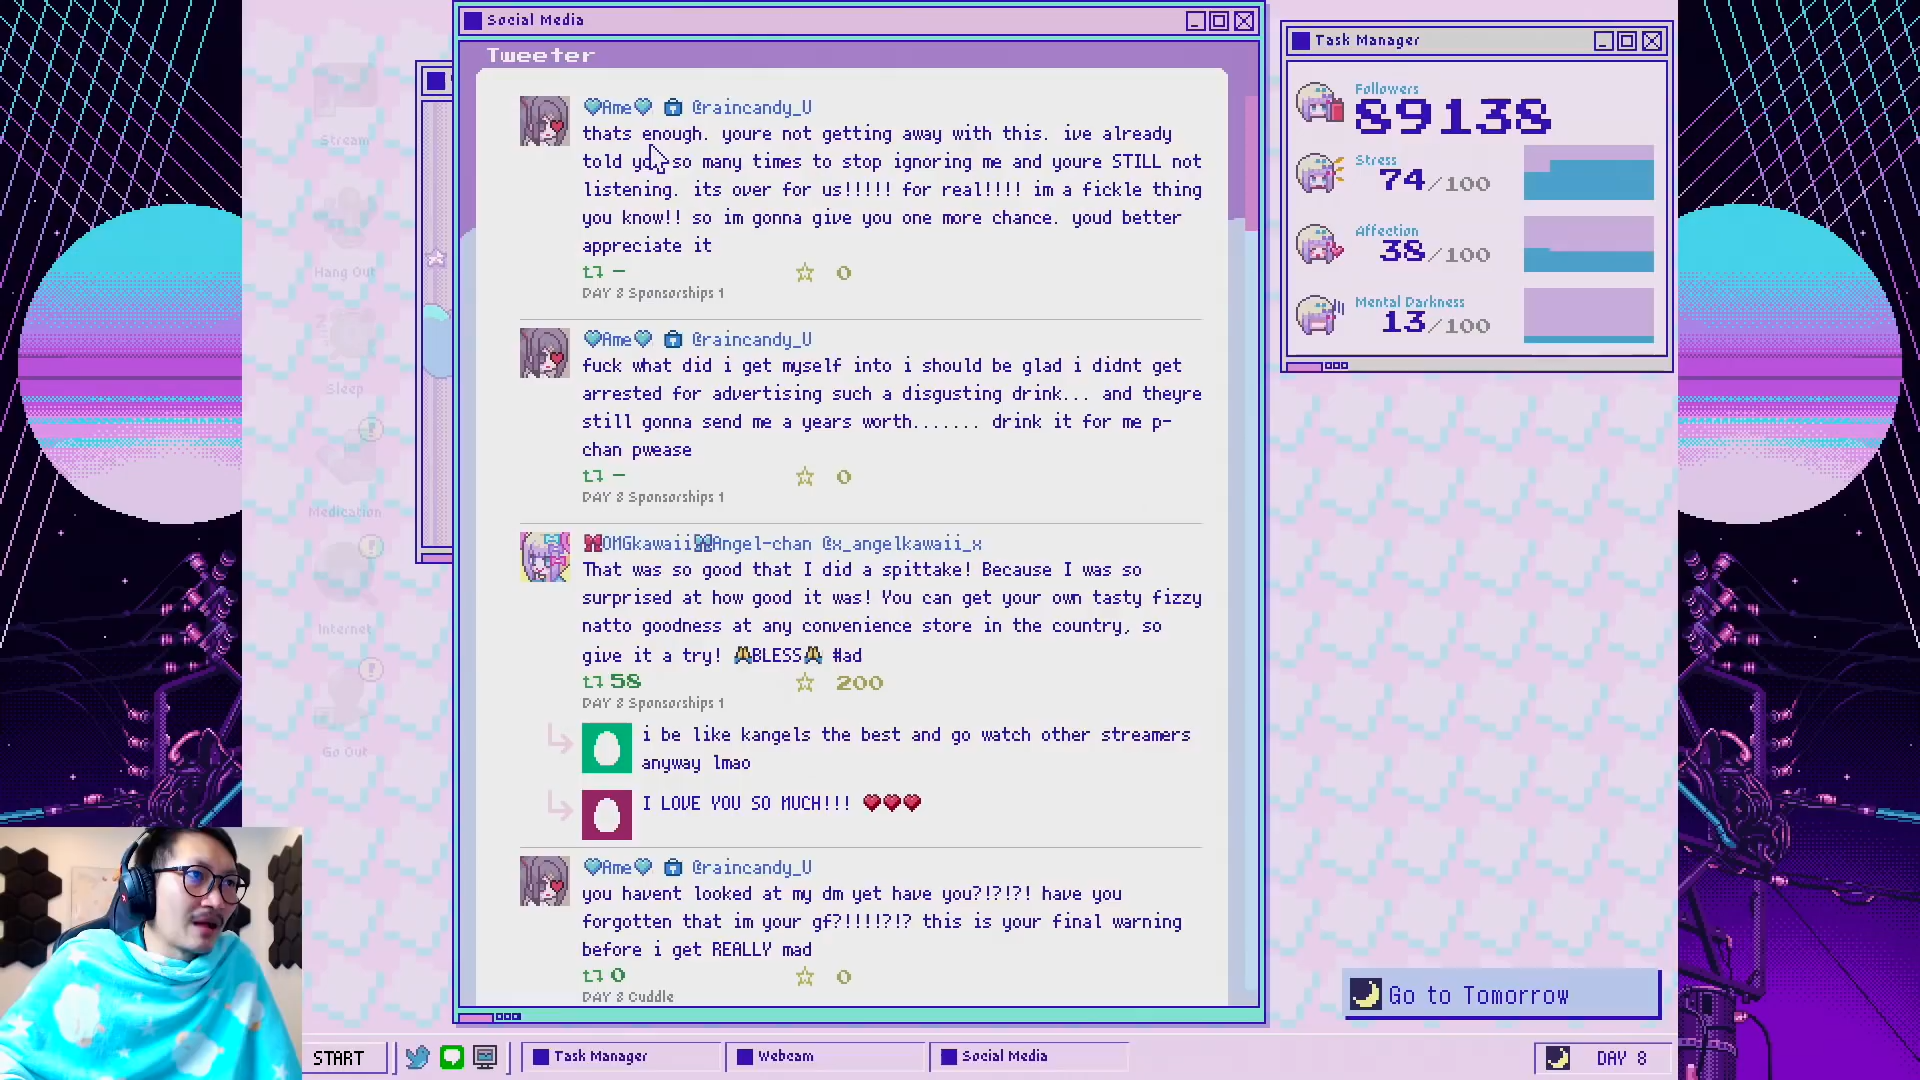 Social Media
Tweeter
Ame @raincandy_U
thats enough. youre not getting away with this. ive already
told you so many times to stop ignoring me and youre STILL not
listening. its over for us!!!!! for real!!!! im a fickle thing
you know!! so im gonna give you one more chance. youd better
appreciate it
— 0
DAY 8 Sponsorships 1
Ame @raincandy_U
fuck what did i get myself into i should be glad i didnt get
arrested for advertising such a disgusting drink... and theyre
still gonna send me a years worth....... drink it for me p-
chan pwease
— 0
DAY 8 Sponsorships 1
OMGkawaii Angel-chan @x_angelkawaii_x
That was so good that I did a spittake! Because I was so
surprised at how good it was! You can get your own tasty fizzy
natto goodness at any convenience store in the country, so
give it a try! 🙏BLESS🙏 #ad
58 200
DAY 8 Sponsorships 1
i be like kangels the best and go watch other streamers
anyway lmao
I LOVE YOU SO MUCH!!! ❤❤❤
Ame @raincandy_U
you havent looked at my dm yet have you?!?!?! have you
forgotten that im your gf?!!!!?!? this is your final warning
before i get REALLY mad
0 0
DAY 8 Cuddle
Task Manager
Followers
89138
Stress
74/100
Affection
38/100
Mental Darkness
13/100
Stream
Hang Out
Sleep
Medication
Internet
Go Out
Go to Tomorrow
START
Task Manager
Webcam
Social Media
DAY 8